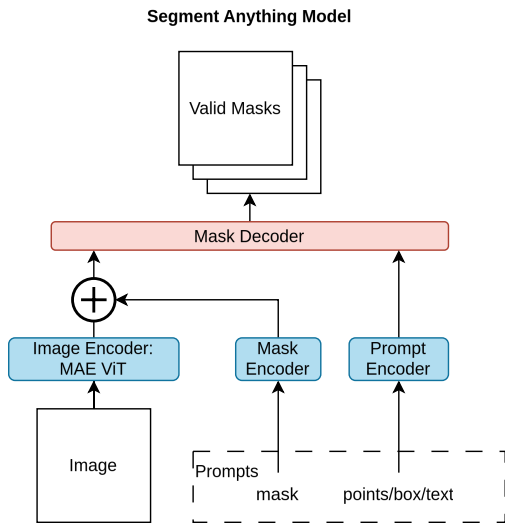 Segment Anything Model
Valid Masks
Mask Decoder
Image Encoder:
MAE ViT
Mask
Encoder
Prompt
Encoder
Image
Prompts
mask
points/box/text